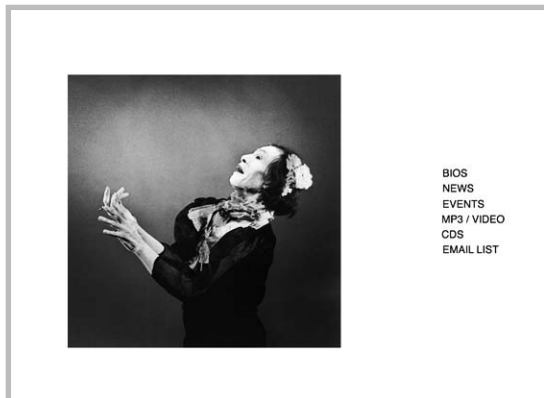 BIOS
NEWS
EVENTS
MP3 / VIDEO
CDS
EMAIL LIST